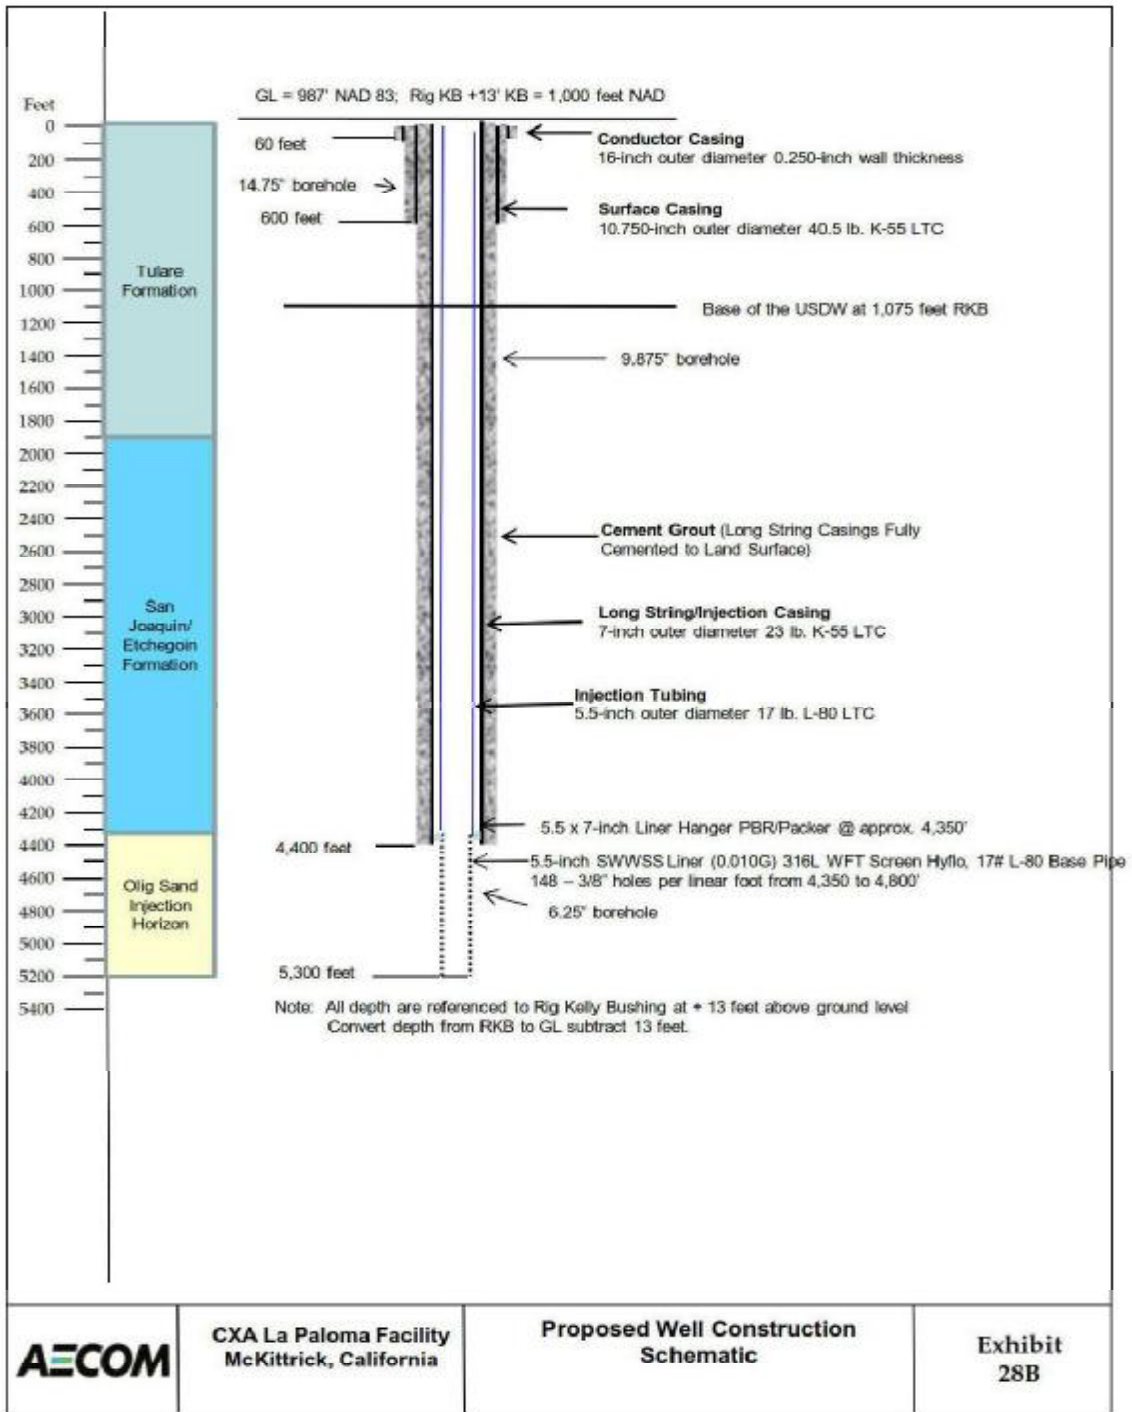 GL = 987' NAD 83; Rig KB +13' KB = 1,000 feet NAD
Feet
0
200
400
600
800
1000
1200
1400
1600
1800
2000
2200
2400
2600
2800
3000
3200
3400
3600
3800
4000
4200
4400
4600
4800
5000
5200
5400
Tulare
Formation
San
Joaquin/
Etchegoin
Formation
Olig Sand
Injection
Horizon
60 feet
14.75" borehole
600 feet
4,400 feet
5,300 feet
Conductor Casing
16-inch outer diameter 0.250-inch wall thickness
Surface Casing
10.750-inch outer diameter 40.5 lb. K-55 LTC
Base of the USDW at 1,075 feet RKB
9.875" borehole
Cement Grout (Long String Casings Fully
Cemented to Land Surface)
Long String/Injection Casing
7-inch outer diameter 23 lb. K-55 LTC
Injection Tubing
5.5-inch outer diameter 17 lb. L-80 LTC
5.5 x 7-inch Liner Hanger PBR/Packer @ approx. 4,350'
5.5-inch SWWSS Liner (0.010G) 316L WFT Screen Hyflo, 17# L-80 Base Pipe
148 – 3/8" holes per linear foot from 4,350 to 4,800'
6.25" borehole
Note: All depth are referenced to Rig Kelly Bushing at + 13 feet above ground level
Convert depth from RKB to GL subtract 13 feet.
AECOM
CXA La Paloma Facility
McKittrick, California
Proposed Well Construction
Schematic
Exhibit
28B